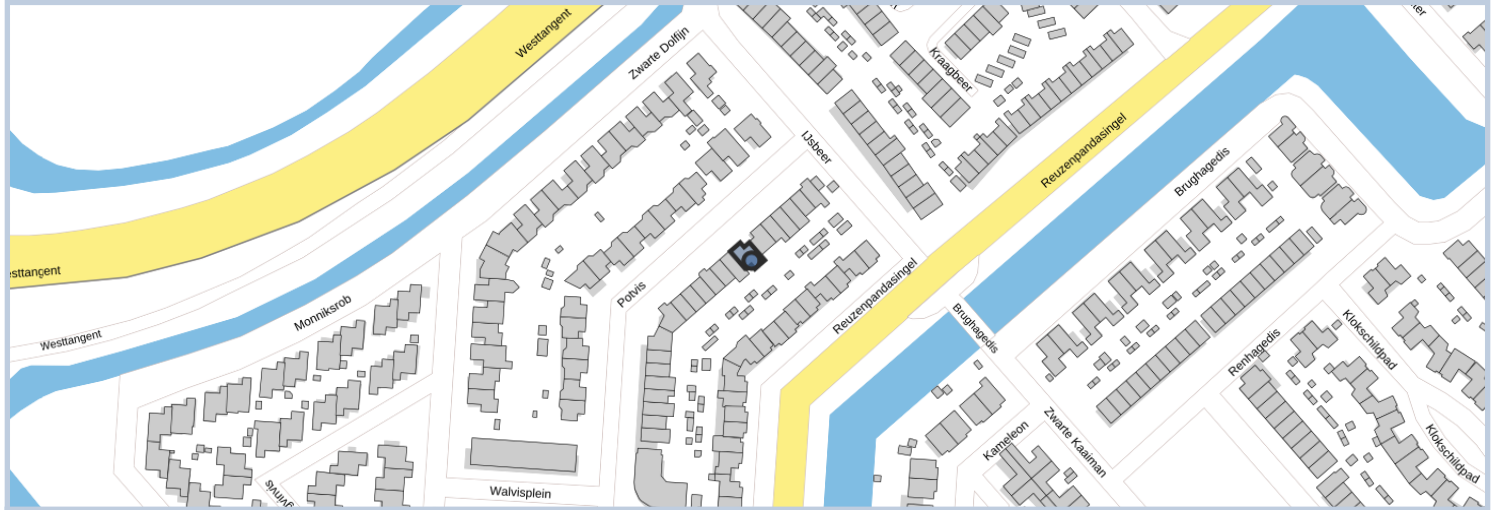 Westtangent
Zwarte Dolfijn
Kraagbeer
IJsbeer
Reuzenpandasingel
Brughagedis
Westtangent
Monniksrob
Potvis
Reuzenpandasingel
Brughagedis
Klokschildpad
Renhagedis
Zwarte Kaaiman
Kameleon
Klokschildpad
Walvisplein